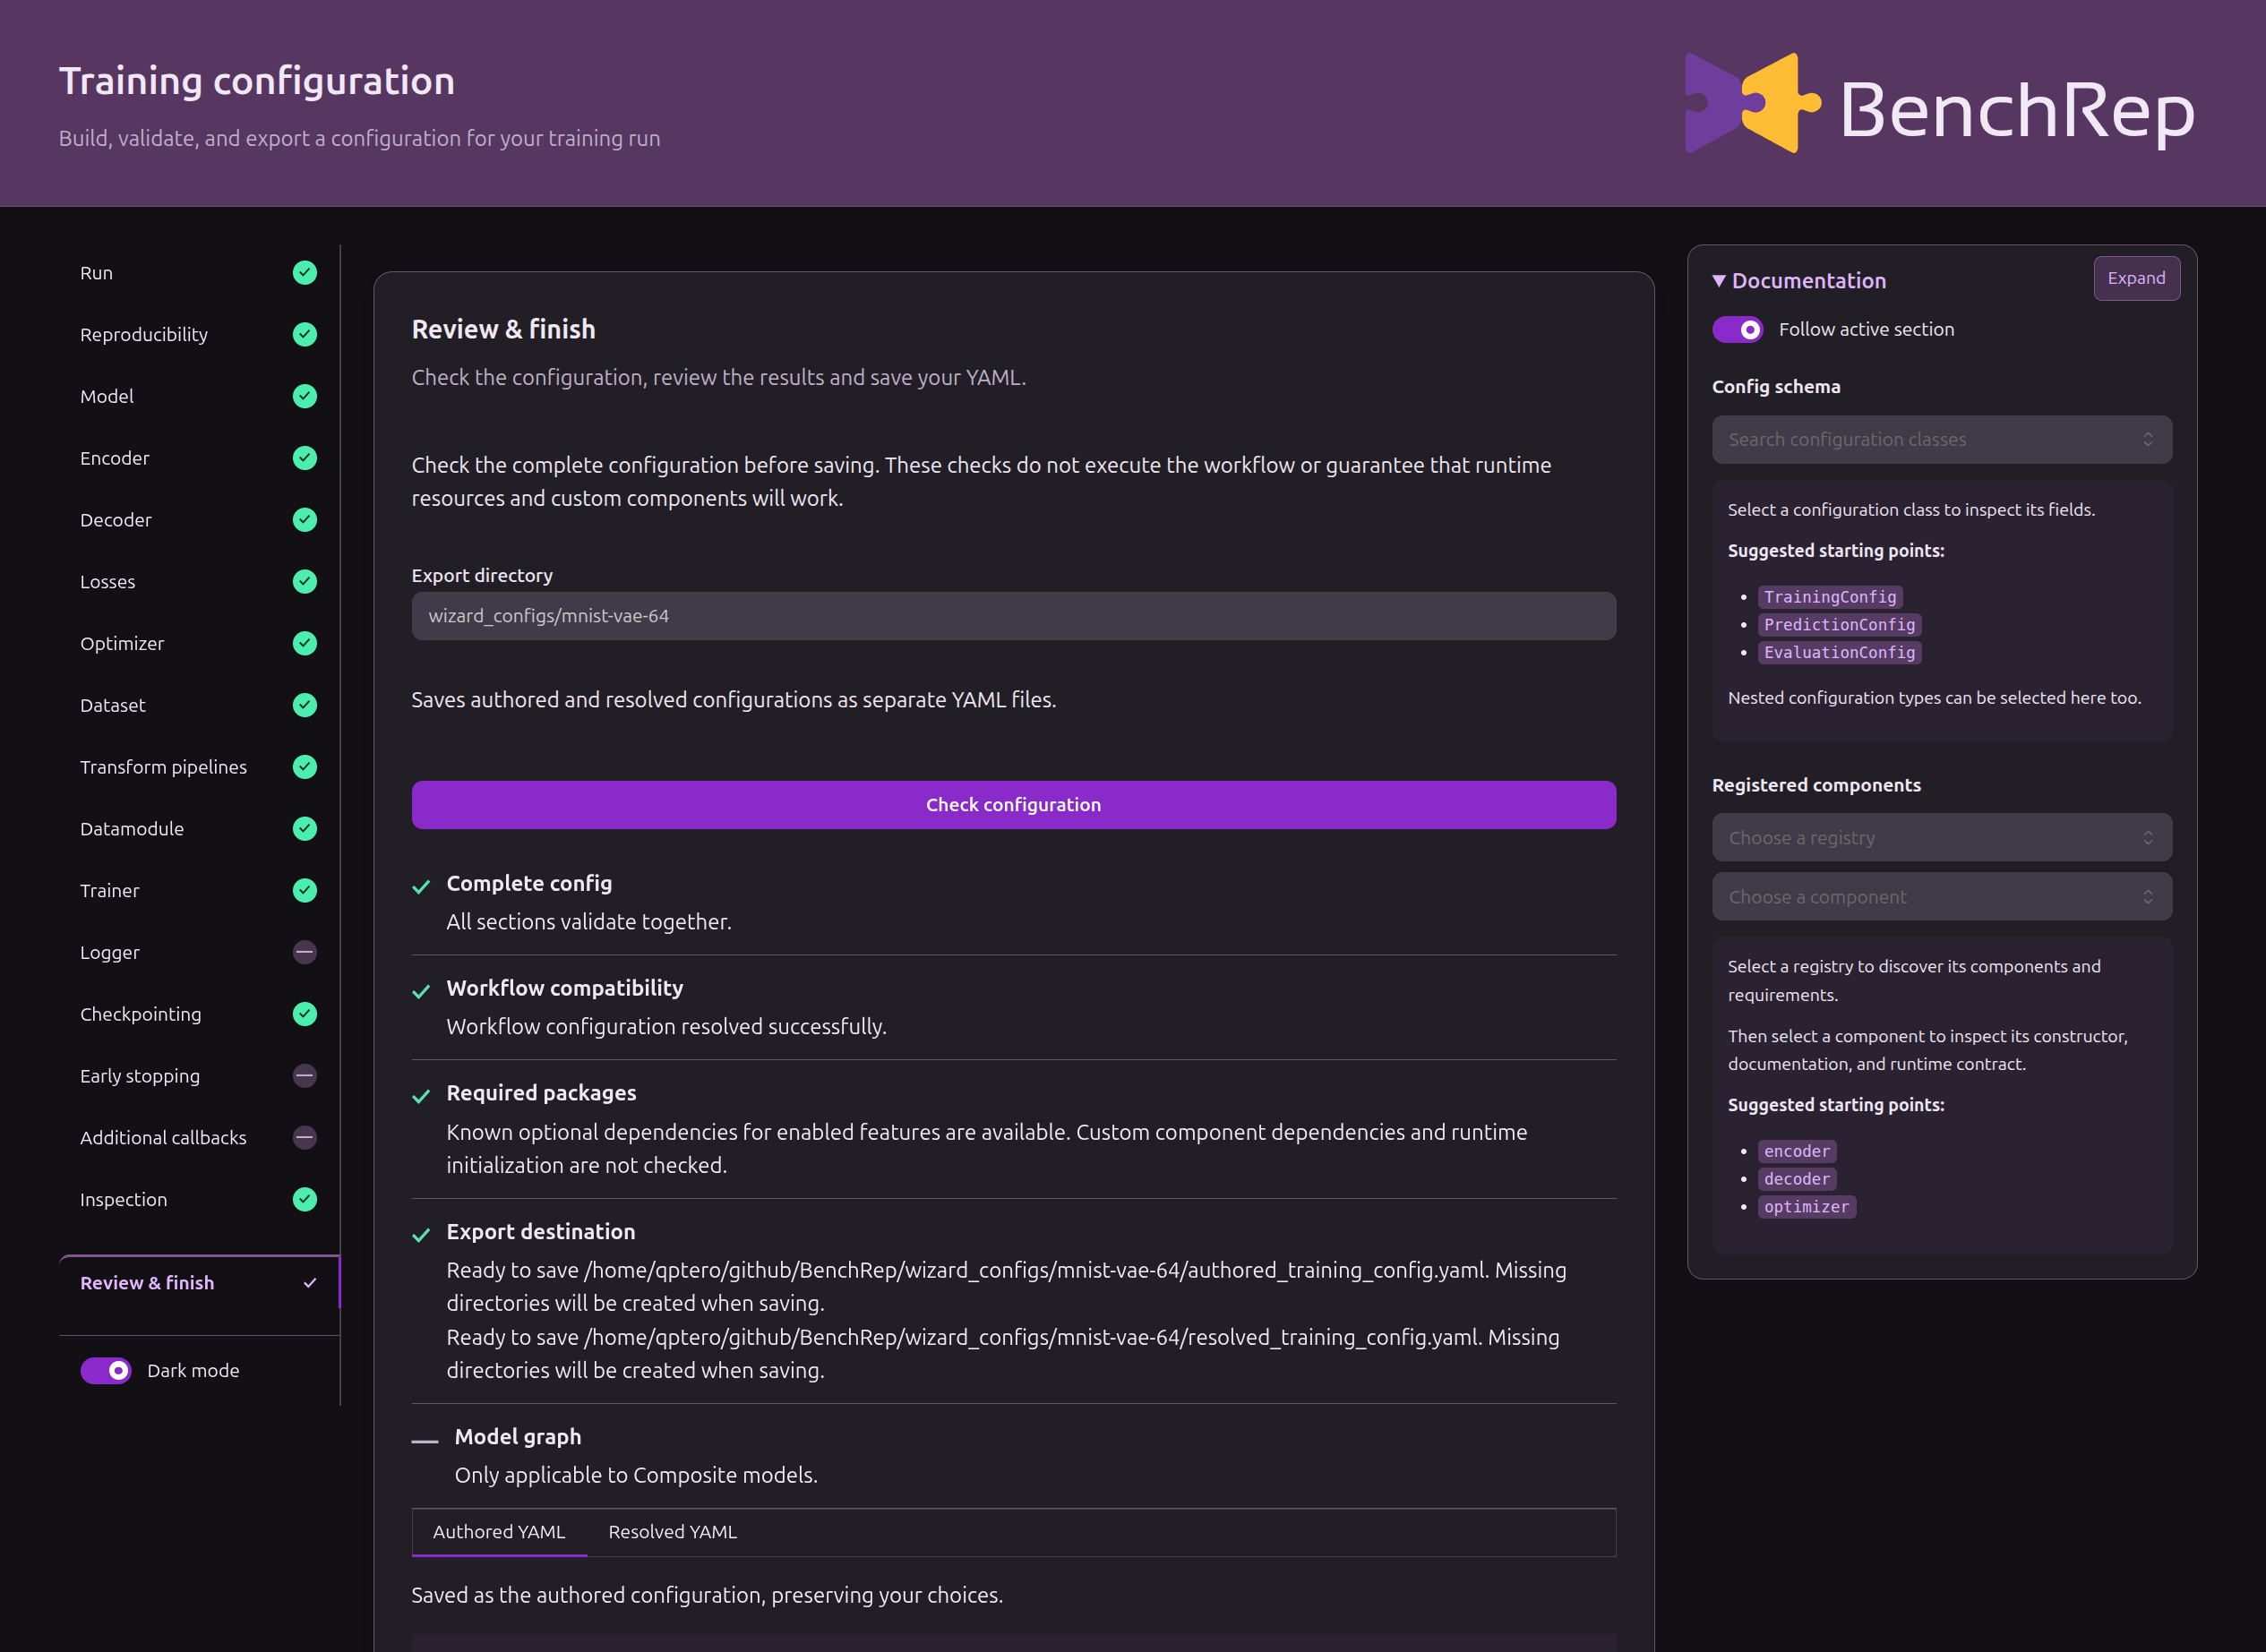 Training configuration
Build, validate, and export a configuration for your training run
BenchRep
Run
Reproducibility
Model
Encoder
Decoder
Losses
Optimizer
Dataset
Transform pipelines
Datamodule
Trainer
Logger
Checkpointing
Early stopping
Additional callbacks
Inspection
Review & finish
Dark mode
Review & finish
Check the configuration, review the results and save your YAML.
Check the complete configuration before saving. These checks do not execute the workflow or guarantee that runtime
resources and custom components will work.
Export directory
wizard_configs/mnist-vae-64
Saves authored and resolved configurations as separate YAML files.
Check configuration
Complete config
All sections validate together.
Workflow compatibility
Workflow configuration resolved successfully.
Required packages
Known optional dependencies for enabled features are available. Custom component dependencies and runtime
initialization are not checked.
Export destination
Ready to save /home/qptero/github/BenchRep/wizard_configs/mnist-vae-64/authored_training_config.yaml. Missing
directories will be created when saving.
Ready to save /home/qptero/github/BenchRep/wizard_configs/mnist-vae-64/resolved_training_config.yaml. Missing
directories will be created when saving.
Model graph
Only applicable to Composite models.
Authored YAML
Resolved YAML
Saved as the authored configuration, preserving your choices.
Documentation
Expand
Follow active section
Config schema
Search configuration classes
Select a configuration class to inspect its fields.
Suggested starting points:
TrainingConfig
PredictionConfig
EvaluationConfig
Nested configuration types can be selected here too.
Registered components
Choose a registry
Choose a component
Select a registry to discover its components and
requirements.
Then select a component to inspect its constructor,
documentation, and runtime contract.
Suggested starting points:
encoder
decoder
optimizer